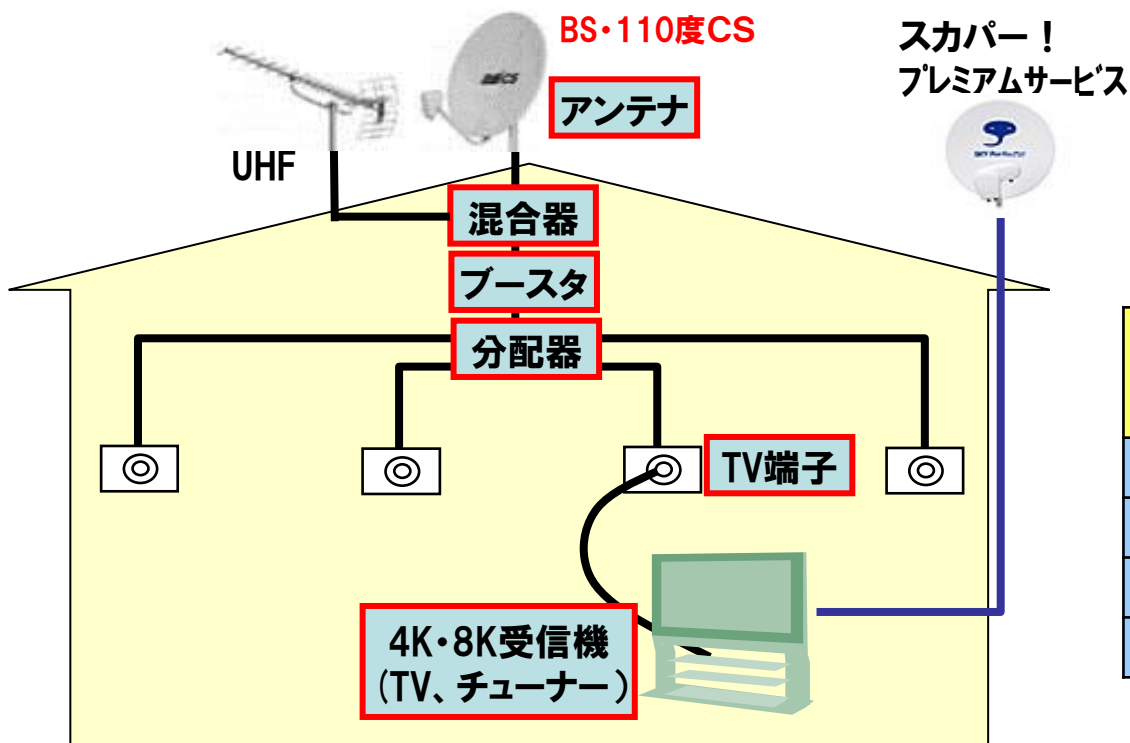 BS・110度CS
スカパー！
プレミアムサービス
アンテナ
UHF
混合器
ブースタ
分配器
TV端子
4K・8K受信機
(TV、チューナー)